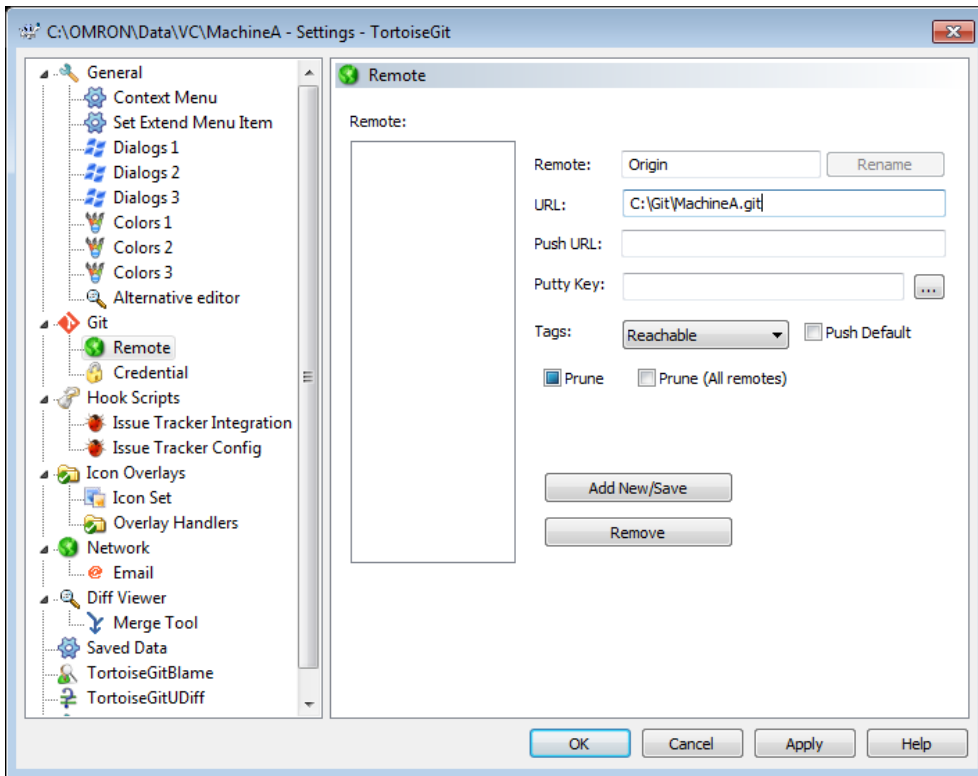 C:\OMRON\Data\VC\MachineA - Settings - TortoiseGit
General
Context Menu
Set Extend Menu Item
Dialogs 1
Dialogs 2
Dialogs 3
Colors 1
Colors 2
Colors 3
Alternative editor
Git
Remote
Credential
Hook Scripts
Issue Tracker Integration
Issue Tracker Config
Icon Overlays
Icon Set
Overlay Handlers
Network
Email
Diff Viewer
Merge Tool
Saved Data
TortoiseGitBlame
TortoiseGitUDiff
Remote
Remote:
Remote: Origin Rename
URL: C:\Git\MachineA.git
Push URL:
Putty Key: ...
Tags: Reachable Push Default
Prune Prune (All remotes)
Add New/Save
Remove
OK Cancel Apply Help